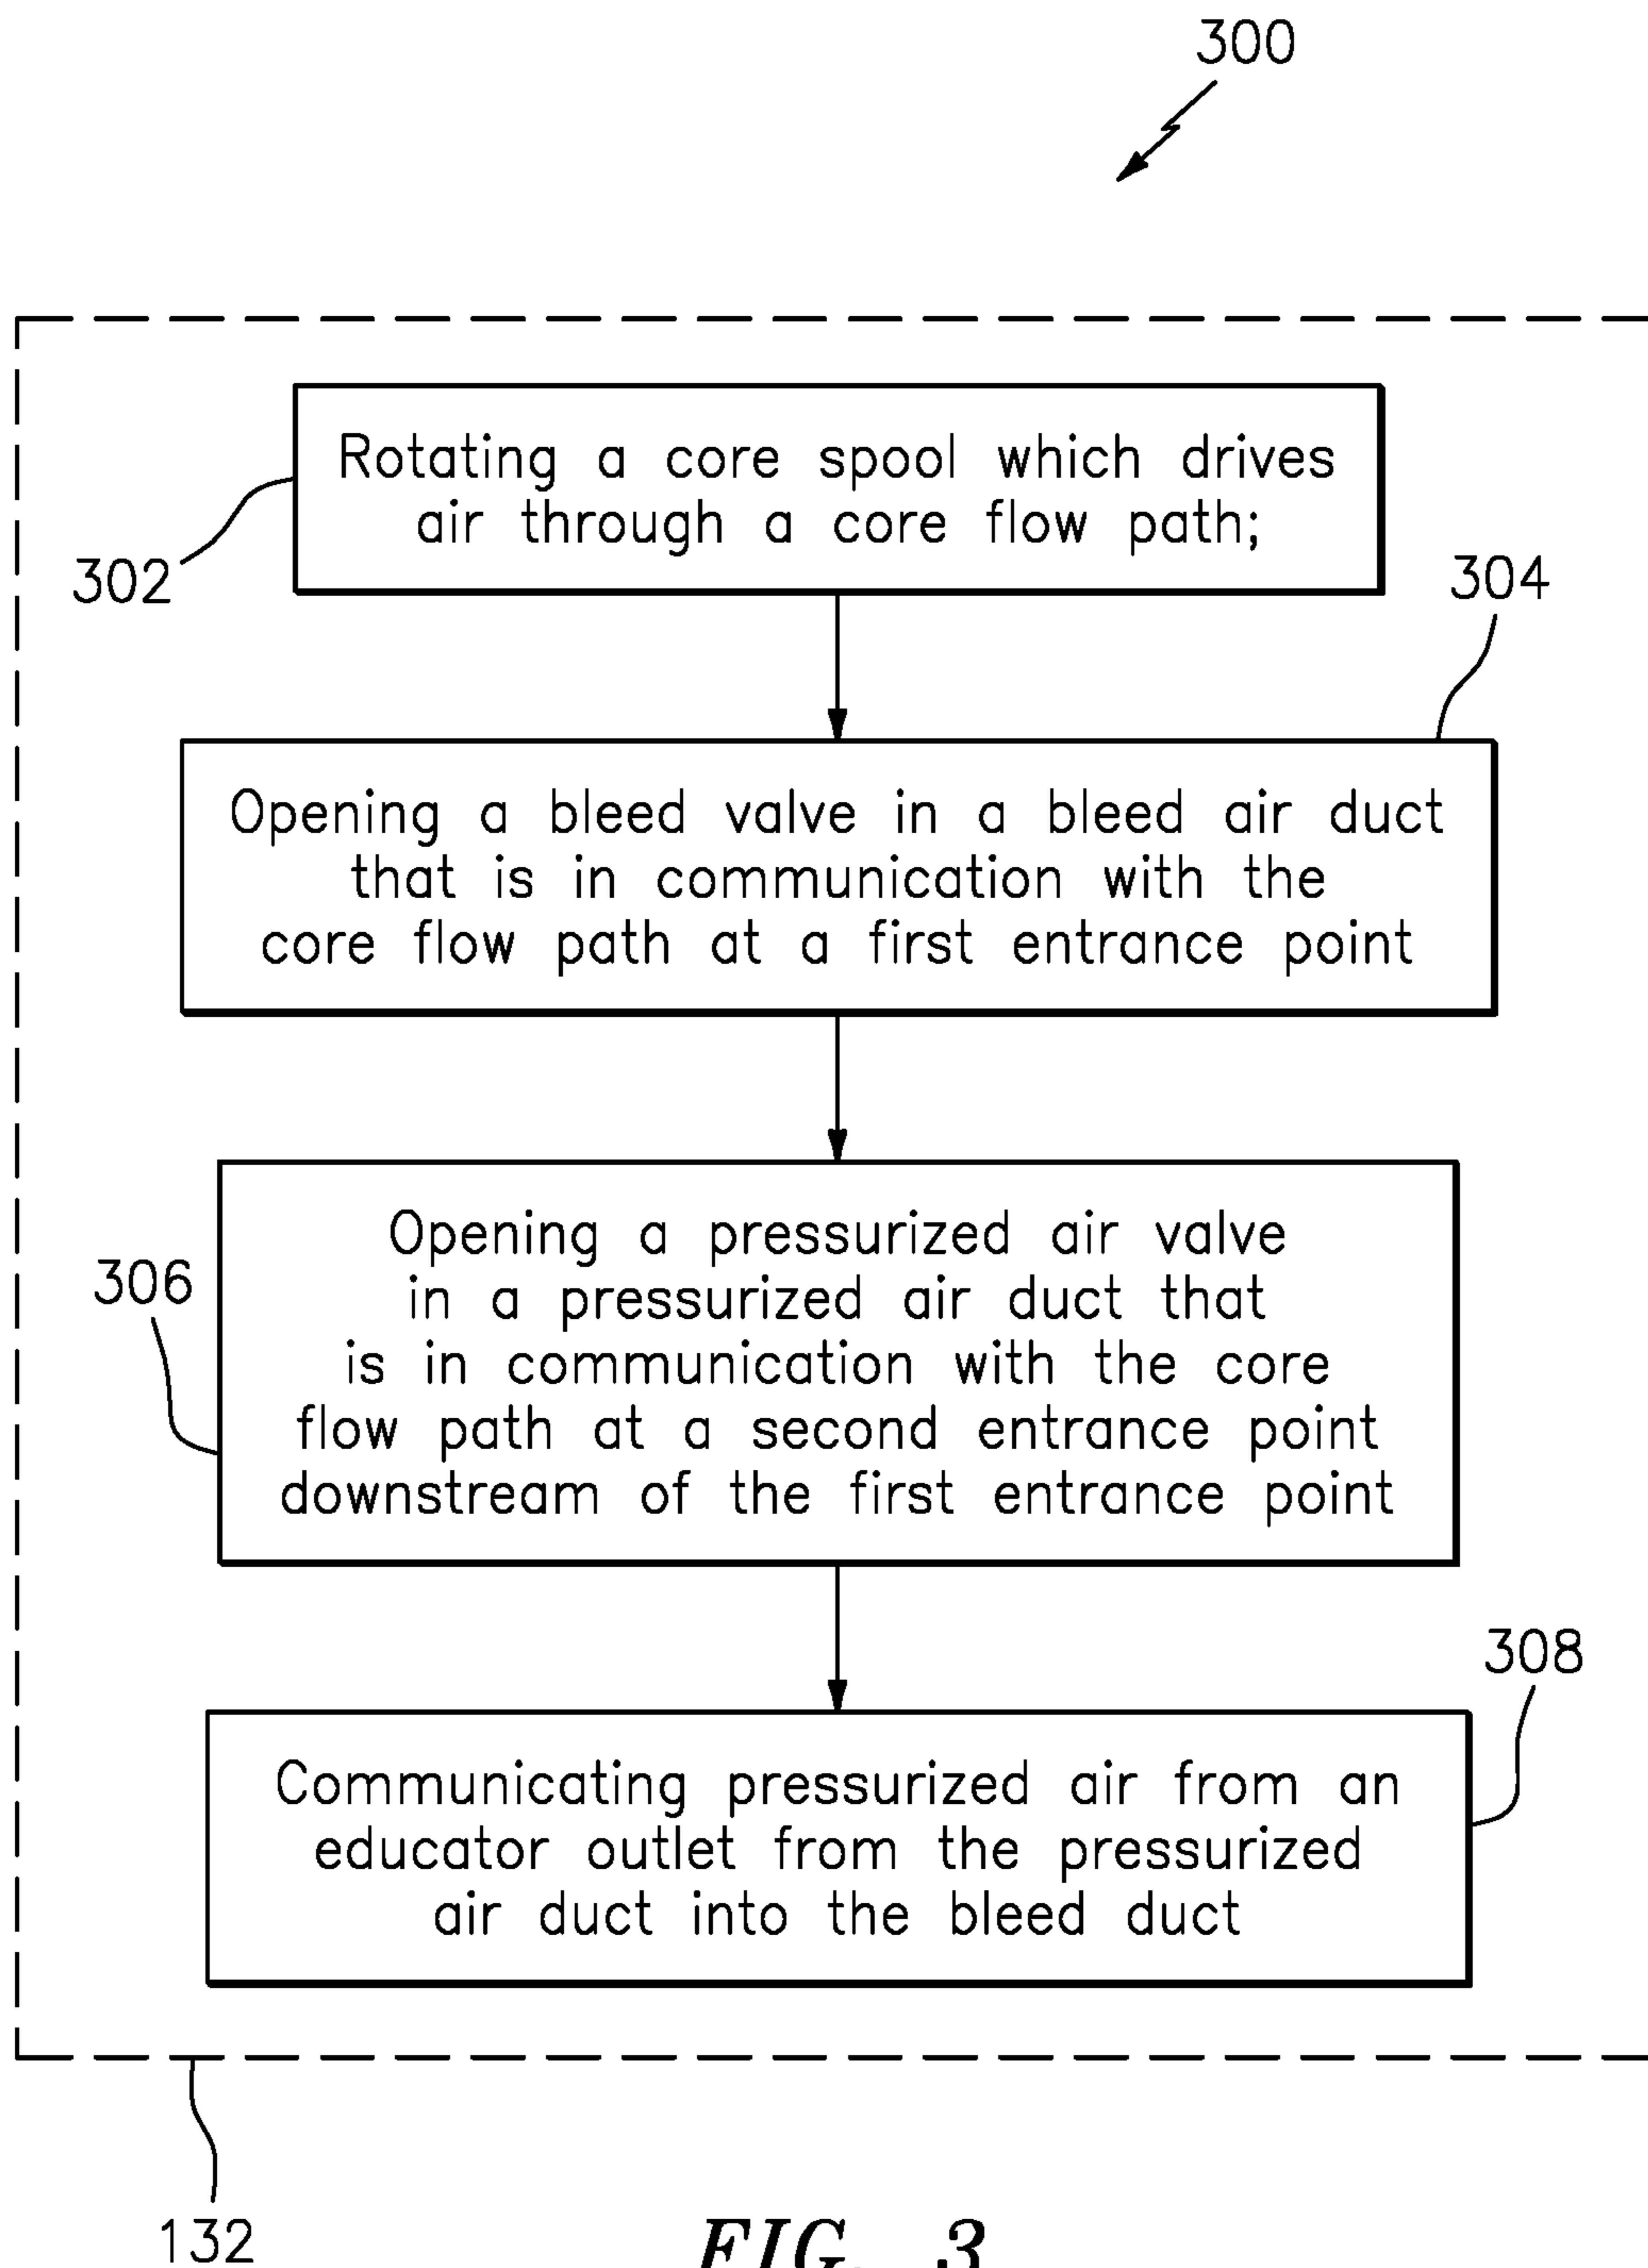 300
Rotating a core spool which drives
air through a core flow path;
302
304
Opening a bleed valve in a bleed air duct
that is in communication with the
core flow path at a first entrance point
306
Opening a pressurized air valve
in a pressurized air duct that
is in communication with the core
flow path at a second entrance point
downstream of the first entrance point
308
Communicating pressurized air from an
educator outlet from the pressurized
air duct into the bleed duct
132
FIG. 3